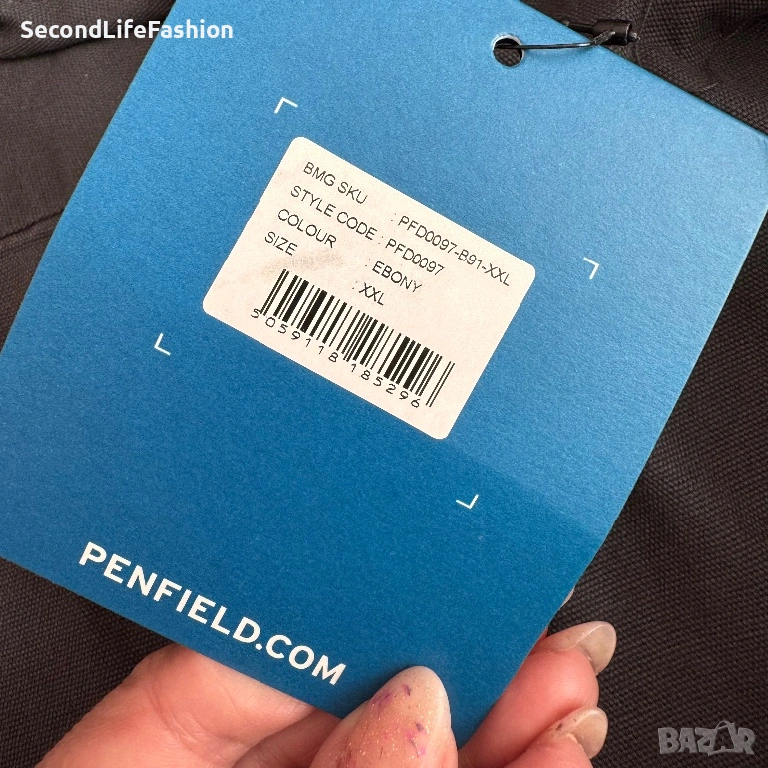 SecondLifeFashion
BMG SKU : PFD0097-B91-XXL
STYLE CODE : PFD0097
COLOUR : EBONY
SIZE : XXL
5059118185296
PENFIELD.COM
BAZAR